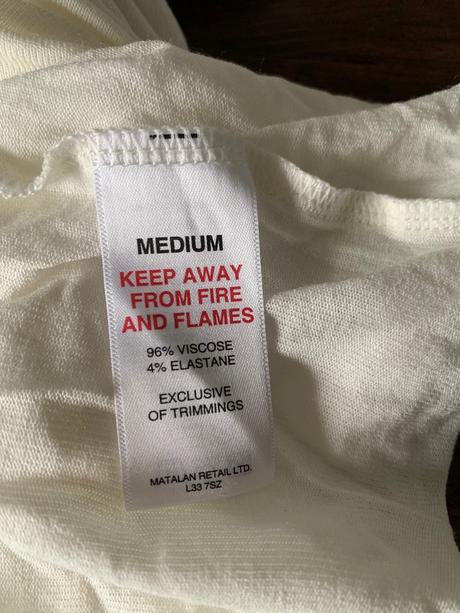 MEDIUM
KEEP AWAY
FROM FIRE
AND FLAMES
96% VISCOSE
4% ELASTANE
EXCLUSIVE
OF TRIMMINGS
MATALAN RETAIL LTD.
L33 7SZ